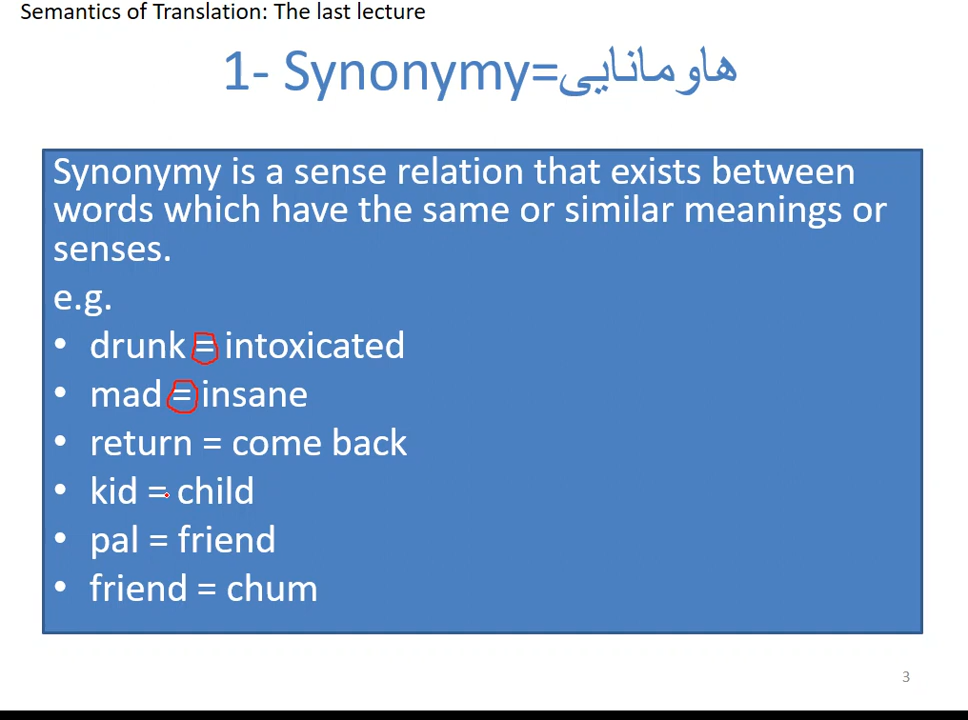 Semantics of Translation: The last lecture
1- Synonymy=هاومانایی
Synonymy is a sense relation that exists between
words which have the same or similar meanings or
senses.
e.g.
• drunk = intoxicated
• mad = insane
• return = come back
• kid = child
• pal = friend
• friend = chum
3